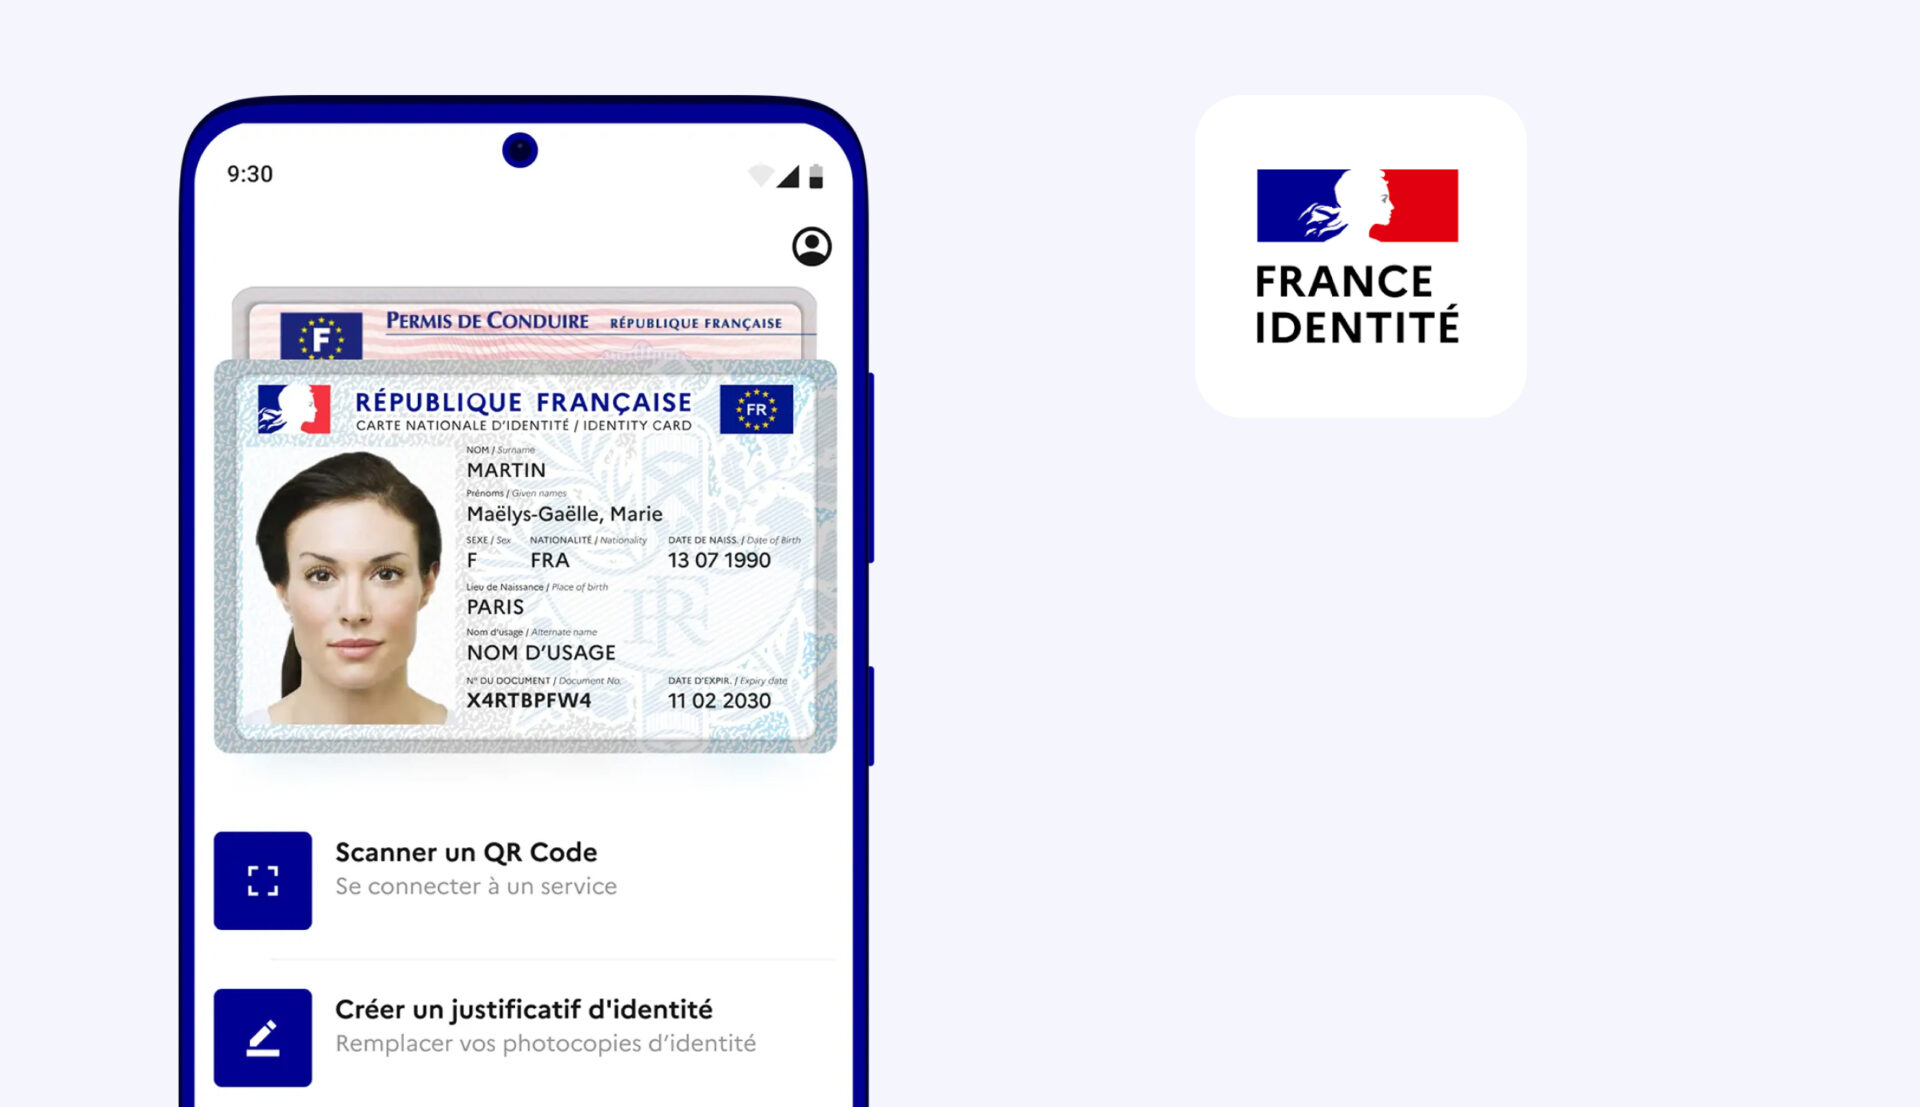 9:30
PERMIS DE CONDUIRE RÉPUBLIQUE FRANÇAISE
F
RÉPUBLIQUE FRANÇAISE
CARTE NATIONALE D'IDENTITÉ / IDENTITY CARD
FR
NOM / Surname
MARTIN
Prénoms / Given names
Maëlys-Gaëlle, Marie
SEXE / Sex NATIONALITÉ / Nationality DATE DE NAISS. / Date of Birth
F FRA 13 07 1990
Lieu de Naissance / Place of birth
PARIS
Nom d'usage / Alternate name
NOM D'USAGE
N° DU DOCUMENT / Document No. DATE D'EXPIR. / Expiry date
X4RTBPFW4 11 02 2030
RF
Scanner un QR Code
Se connecter à un service
Créer un justificatif d'identité
Remplacer vos photocopies d'identité
FRANCE
IDENTITÉ